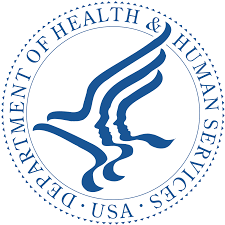 DEPARTMENT OF HEALTH & HUMAN SERVICES · USA ·